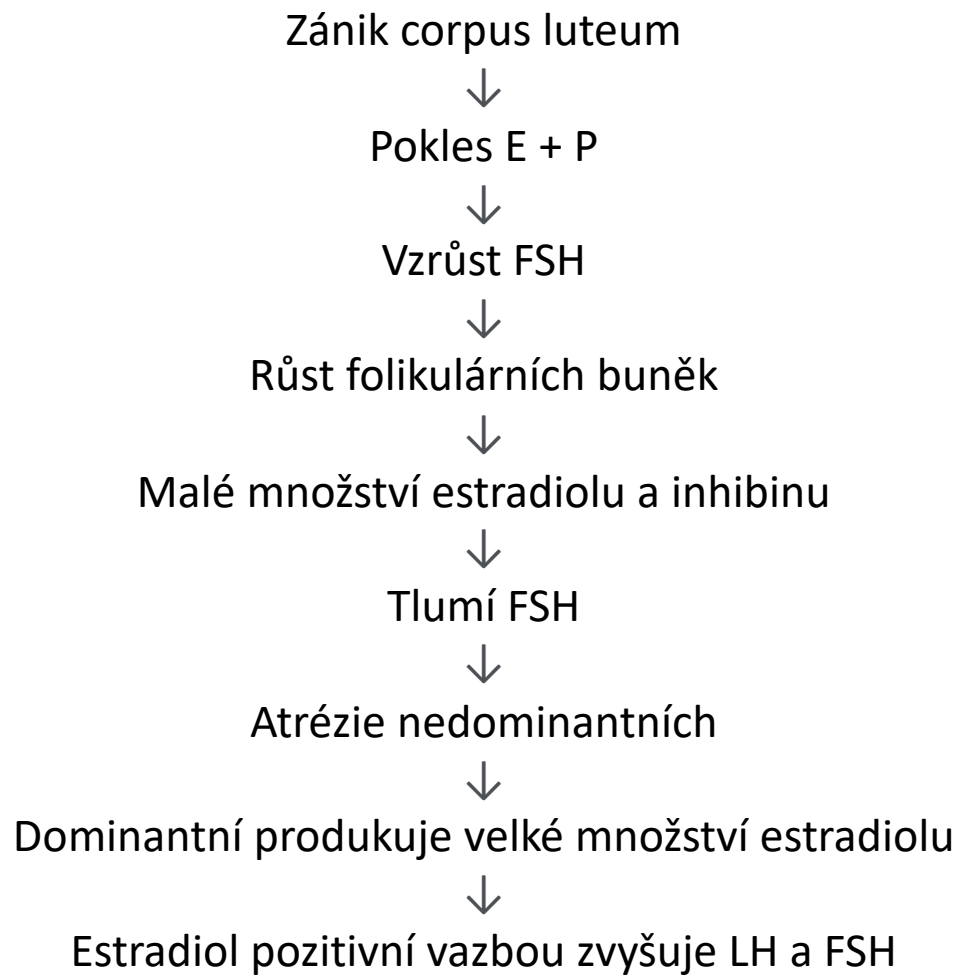 Zánik corpus luteum
↓
Pokles E + P
↓
Vzrůst FSH
↓
Růst folikulárních buněk
↓
Malé množství estradiolu a inhibinu
↓
Tlumí FSH
↓
Atrézie nedominantních
↓
Dominantní produkuje velké množství estradiolu
↓
Estradiol pozitivní vazbou zvyšuje LH a FSH